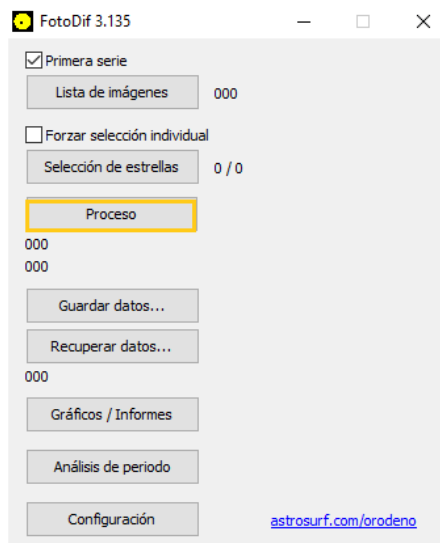 FotoDif 3.135
Primera serie
Lista de imágenes 000
Forzar selección individual
Selección de estrellas 0 / 0
Proceso
000
000
Guardar datos...
Recuperar datos...
000
Gráficos / Informes
Análisis de periodo
Configuración astrosurf.com/orodeno